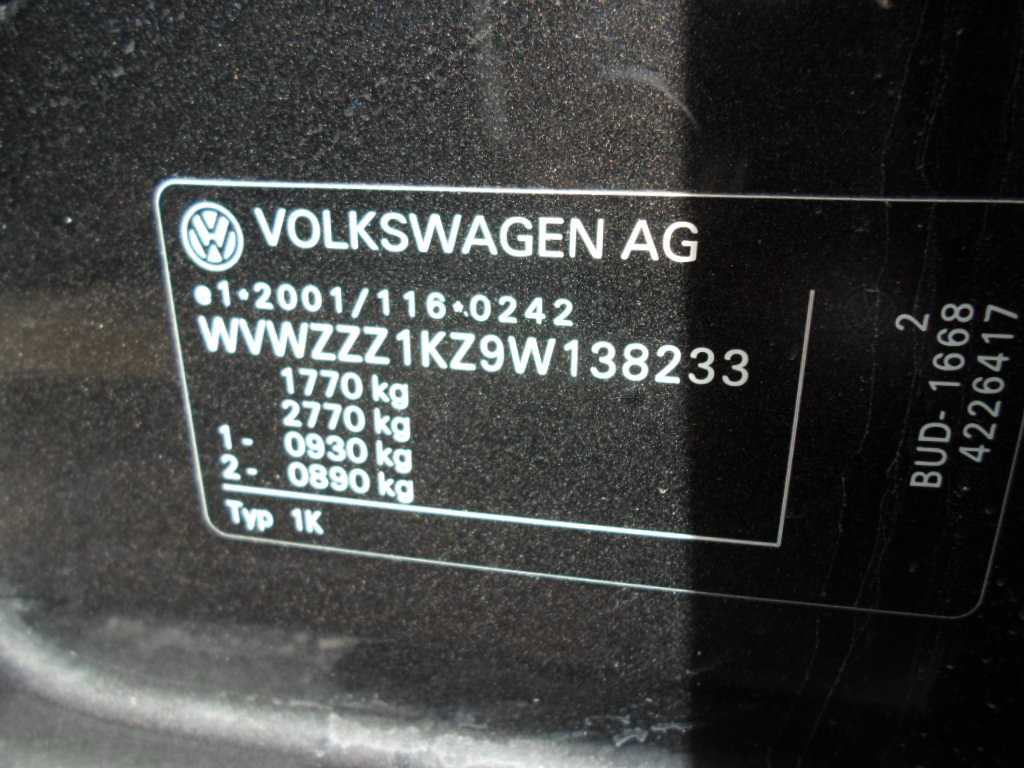 VOLKSWAGEN AG
e1*2001/116*0242
WVWZZZ1KZ9W138233
1770 kg
2770 kg
1- 0930 kg
2- 0890 kg
Typ 1K
2
BUD-1668
4226417